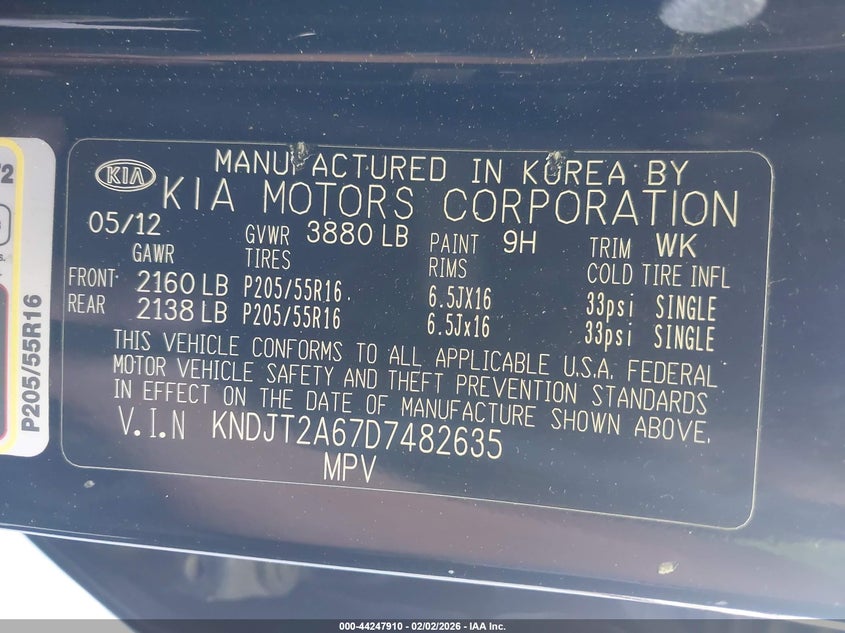 MANUFACTURED IN KOREA BY
KIA KIA MOTORS CORPORATION
05/12 GVWR 3880 LB PAINT 9H TRIM WK
GAWR TIRES RIMS COLD TIRE INFL
FRONT 2160 LB P205/55R16 6.5JX16 33psi SINGLE
REAR 2138 LB P205/55R16 6.5Jx16 33psi SINGLE
THIS VEHICLE CONFORMS TO ALL APPLICABLE U.S.A. FEDERAL
MOTOR VEHICLE SAFETY AND THEFT PREVENTION STANDARDS
IN EFFECT ON THE DATE OF MANUFACTURE SHOWN ABOVE.
V.I.N KNDJT2A67D7482635
MPV
P205/55R16
000-44247910 - 02/02/2026 - IAA Inc.